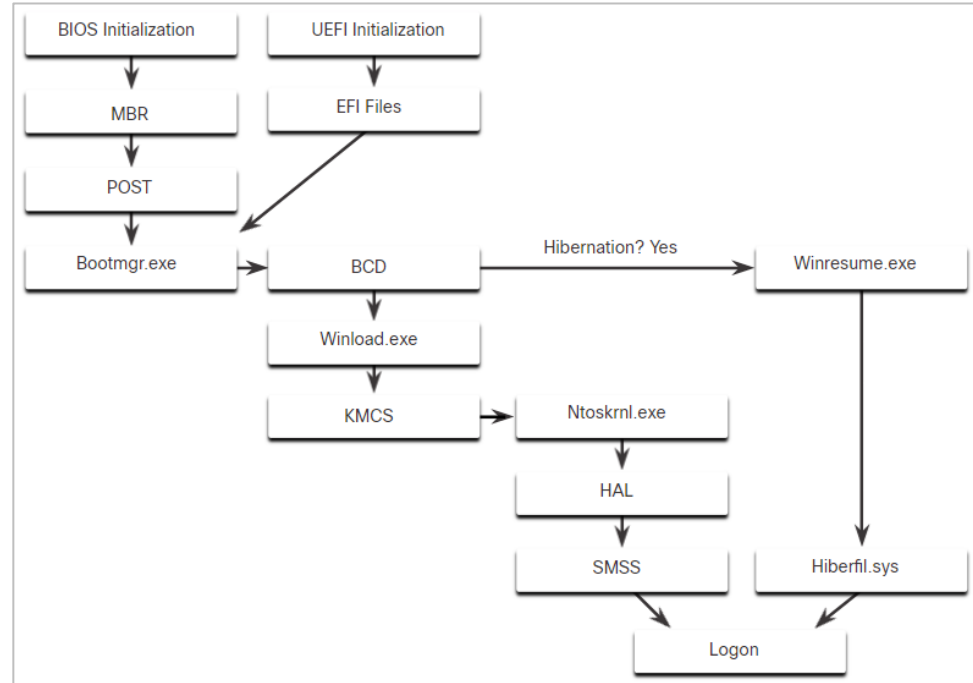 BIOS Initialization
UEFI Initialization
MBR
EFI Files
POST
Bootmgr.exe
BCD
Hibernation? Yes
Winresume.exe
Winload.exe
KMCS
Ntoskrnl.exe
HAL
SMSS
Hiberfil.sys
Logon